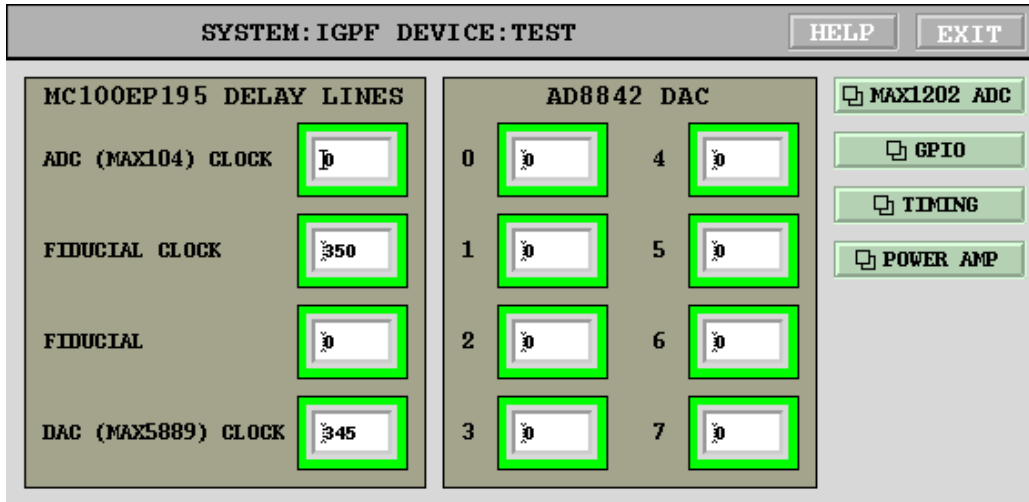 SYSTEM:IGPF DEVICE:TEST
HELP
EXIT
MC100EP195 DELAY LINES
ADC (MAX104) CLOCK 0
FIDUCIAL CLOCK 350
FIDUCIAL 0
DAC (MAX5889) CLOCK 345
AD8842 DAC
0 0 4 0
1 0 5 0
2 0 6 0
3 0 7 0
MAX1202 ADC
GPIO
TIMING
POWER AMP